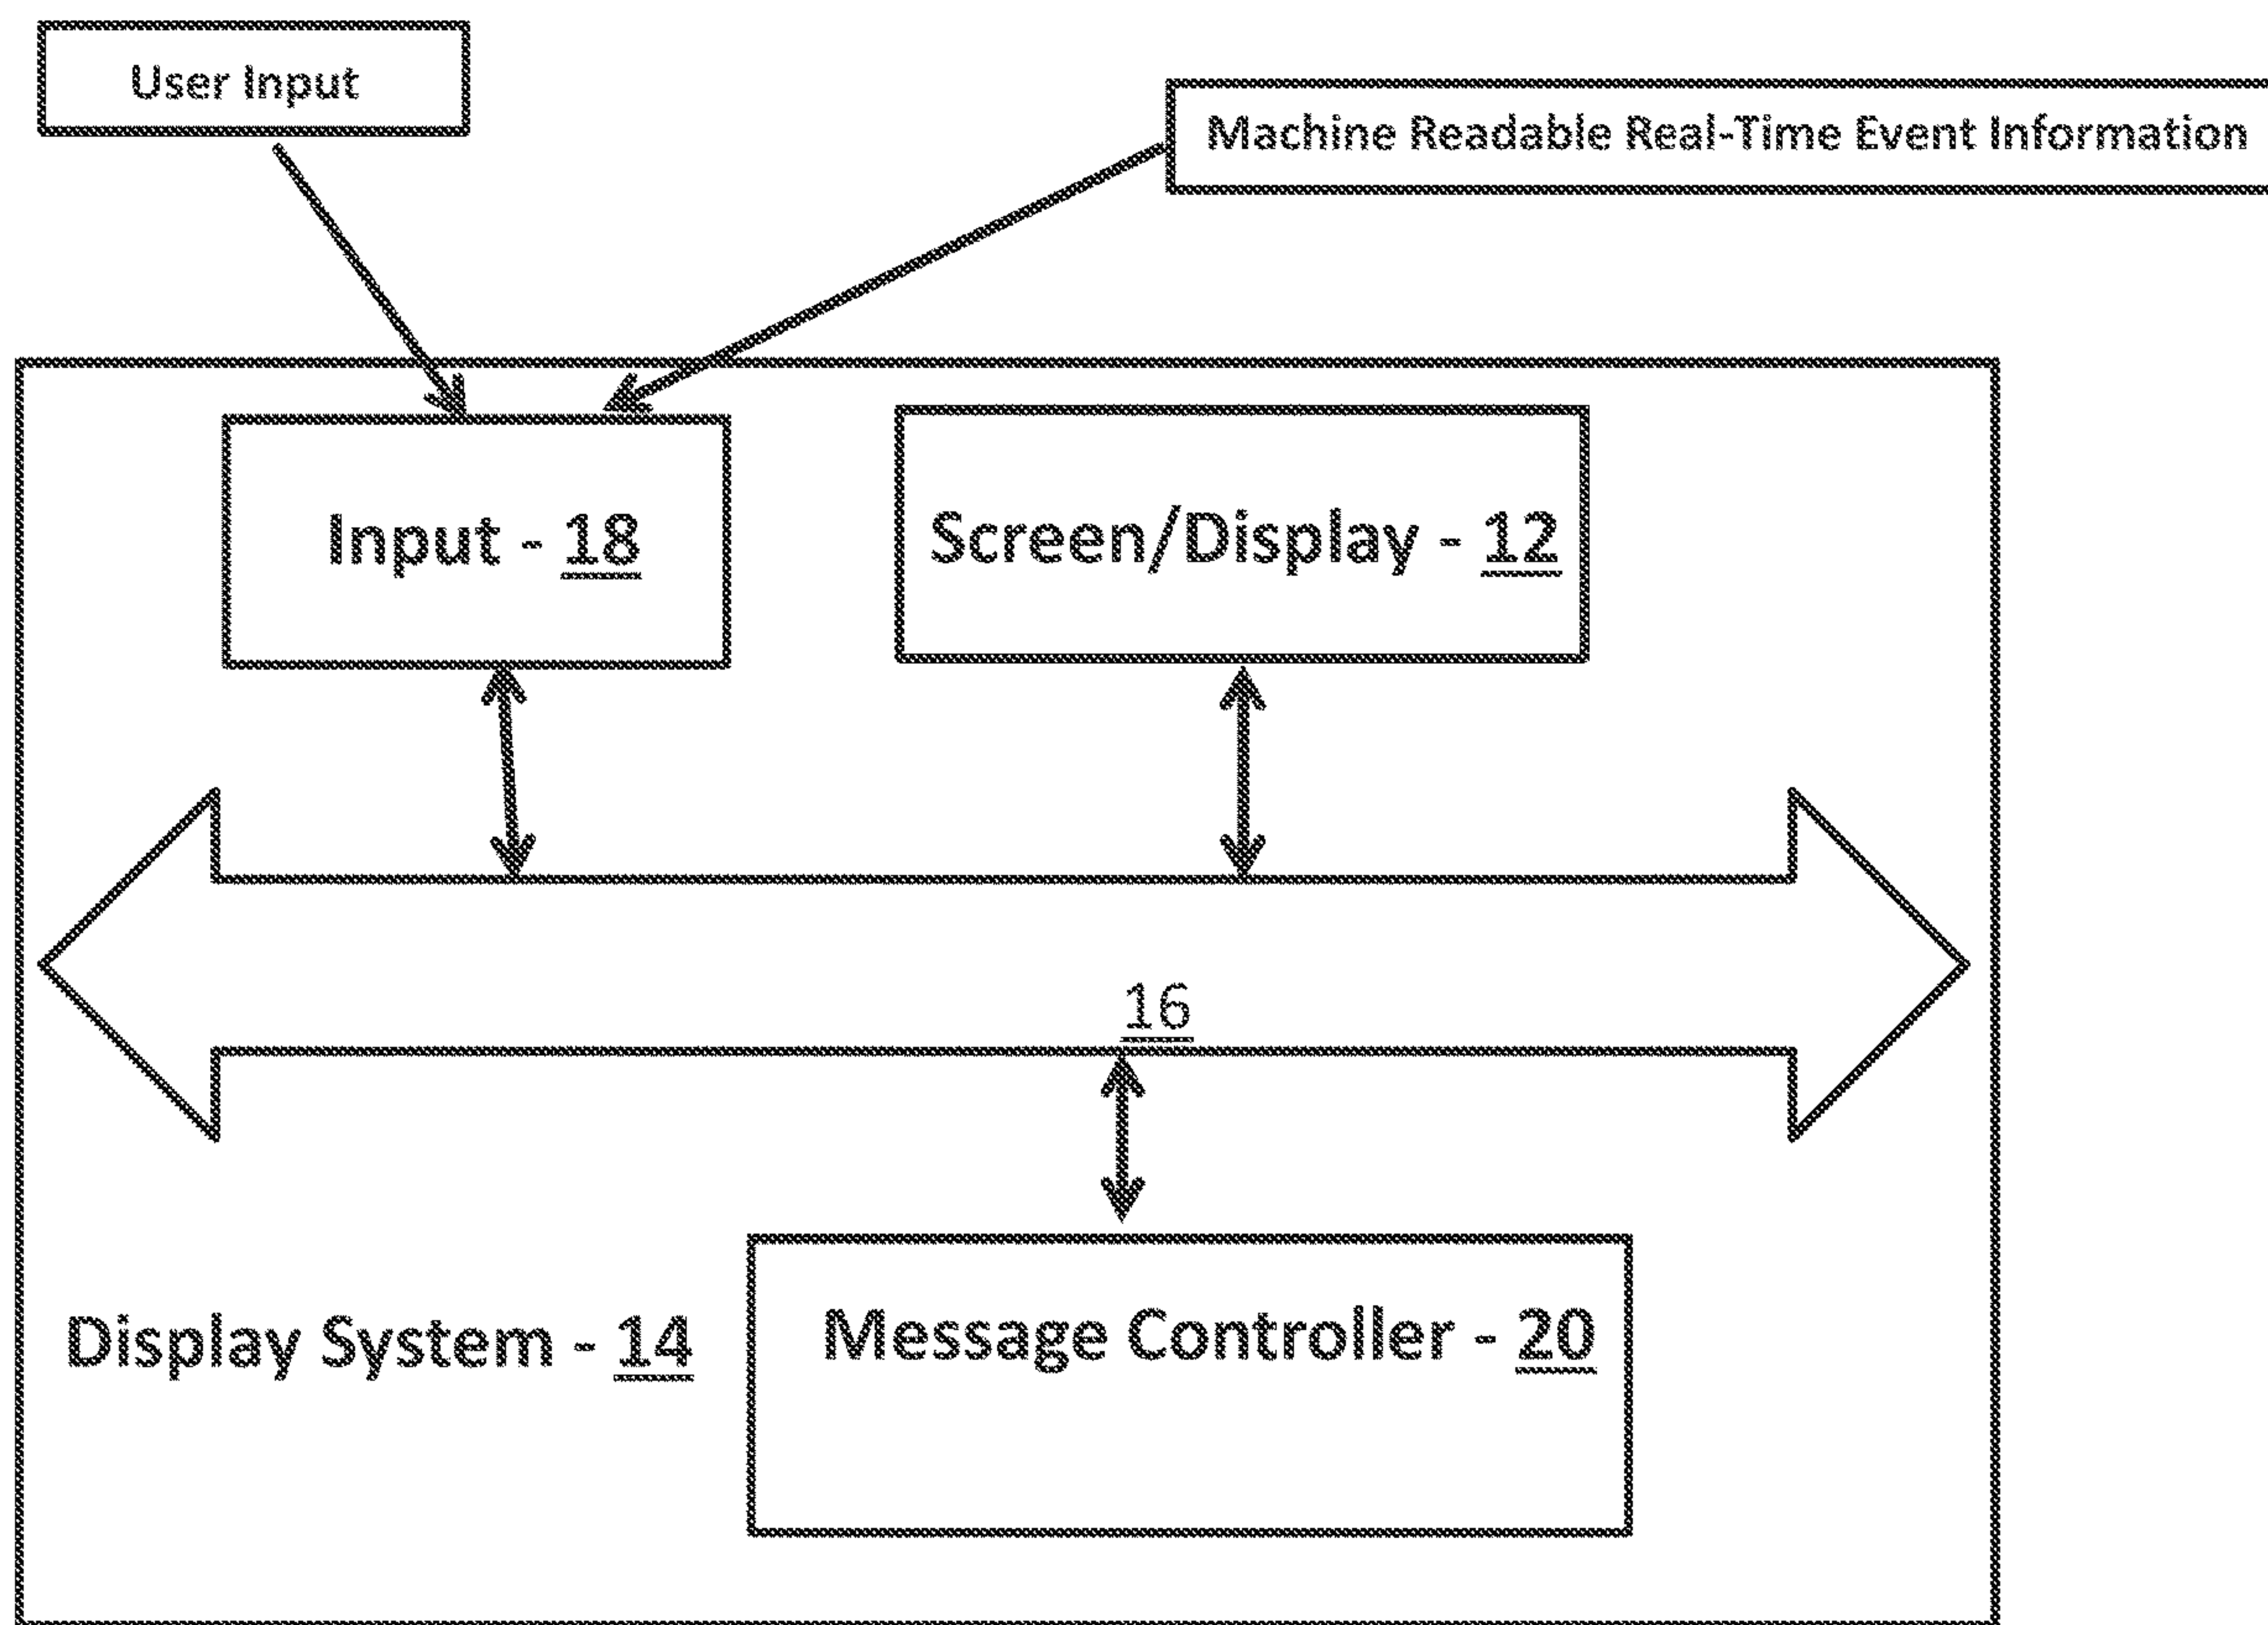 User Input
Machine Readable Real-Time Event Information
Input - 18
Screen/Display - 12
16
Display System - 14
Message Controller - 20